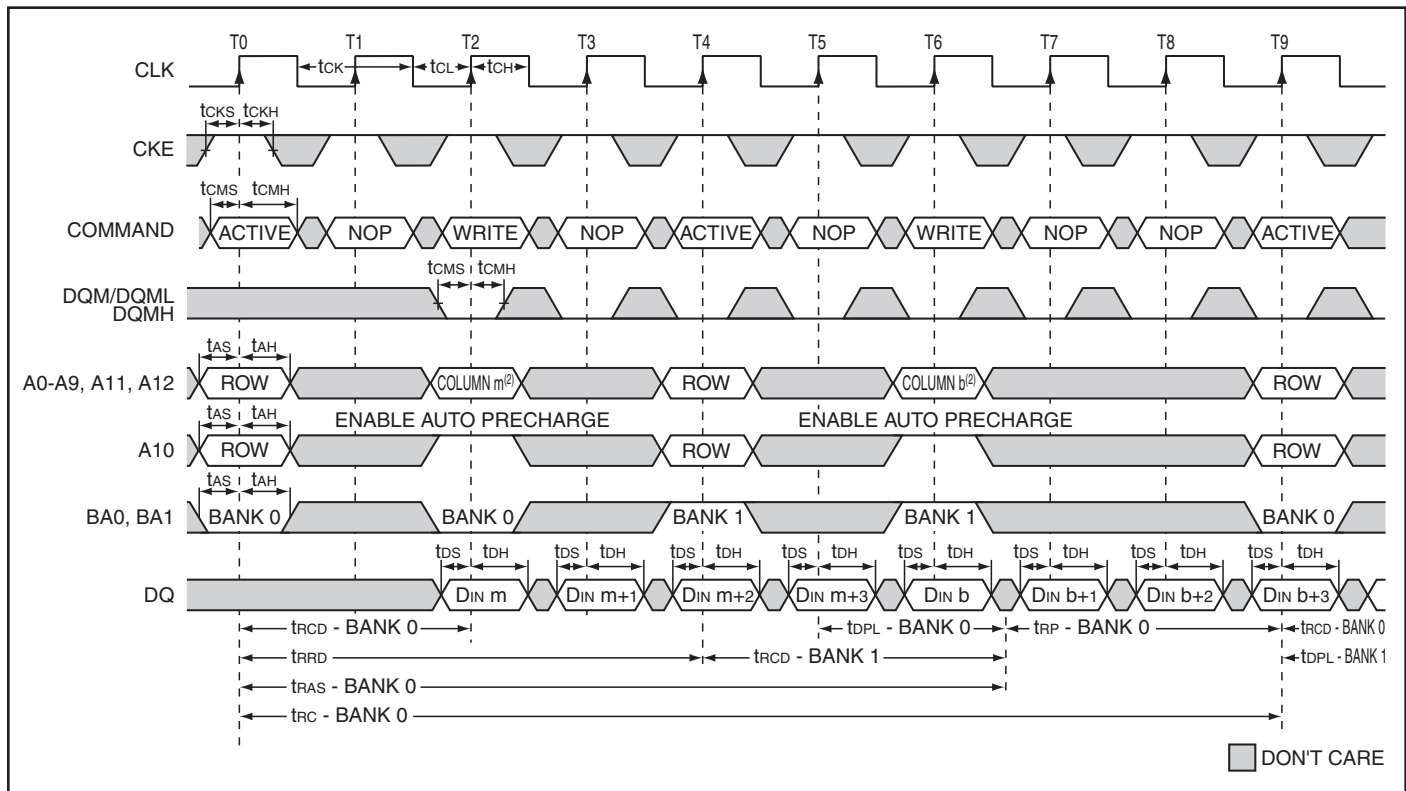 T0 T1 T2 T3 T4 T5 T6 T7 T8 T9
CLK tCK tCL tCH
tCKS tCKH
CKE
tCMS tCMH
COMMAND ACTIVE NOP WRITE NOP ACTIVE NOP WRITE NOP NOP ACTIVE
tCMS tCMH
DQM/DQML
DQMH
tAS tAH
A0-A9, A11, A12 ROW COLUMN m(2) ROW COLUMN b(2) ROW
tAS tAH ENABLE AUTO PRECHARGE ENABLE AUTO PRECHARGE
A10 ROW ROW ROW
tAS tAH
BA0, BA1 BANK 0 BANK 0 BANK 1 BANK 1 BANK 0
tDS tDH tDS tDH tDS tDH tDS tDH tDS tDH tDS tDH tDS tDH tDS tDH
DQ DIN m DIN m+1 DIN m+2 DIN m+3 DIN b DIN b+1 DIN b+2 DIN b+3
tRCD - BANK 0 tDPL - BANK 0 tRP - BANK 0 tRCD - BANK 0
tRRD tRCD - BANK 1 tDPL - BANK 1
tRAS - BANK 0
tRC - BANK 0
DON'T CARE